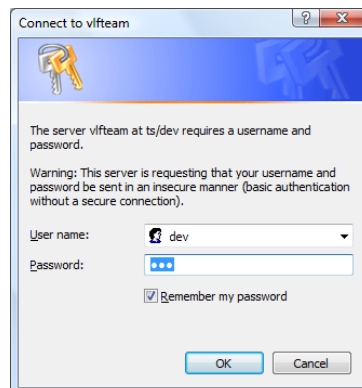 Connect to vlfteam
The server vlfteam at ts/dev requires a username and
password.
Warning: This server is requesting that your username and
password be sent in an insecure manner (basic authentication
without a secure connection).
User name:
dev
Password:
•••
Remember my password
OK
Cancel